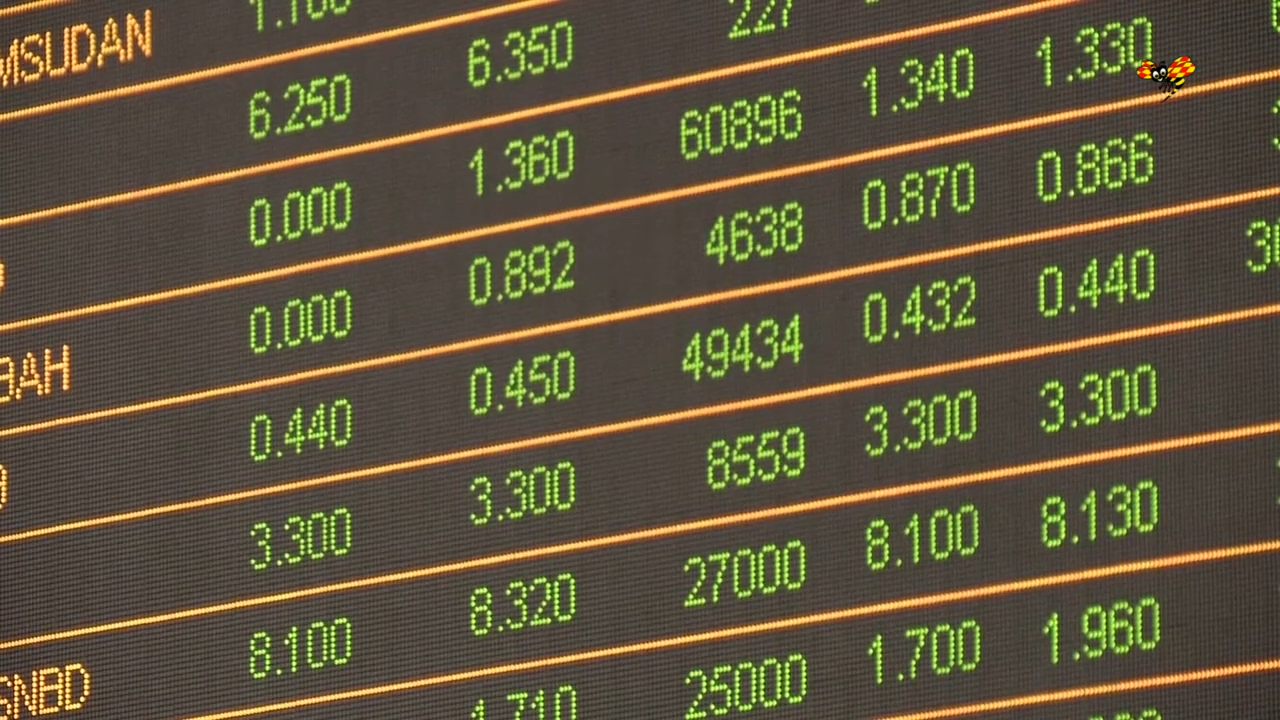 MSUDAN
6.250 6.350 227
0.000 1.360 60896 1.340 1.330
BAH 0.000 0.892 4638 0.870 0.866
0.440 0.450 49434 0.432 0.440
3.300 3.300 8559 3.300 3.300
SNBD 8.100 8.320 27000 8.100 8.130
1.710 25000 1.700 1.960